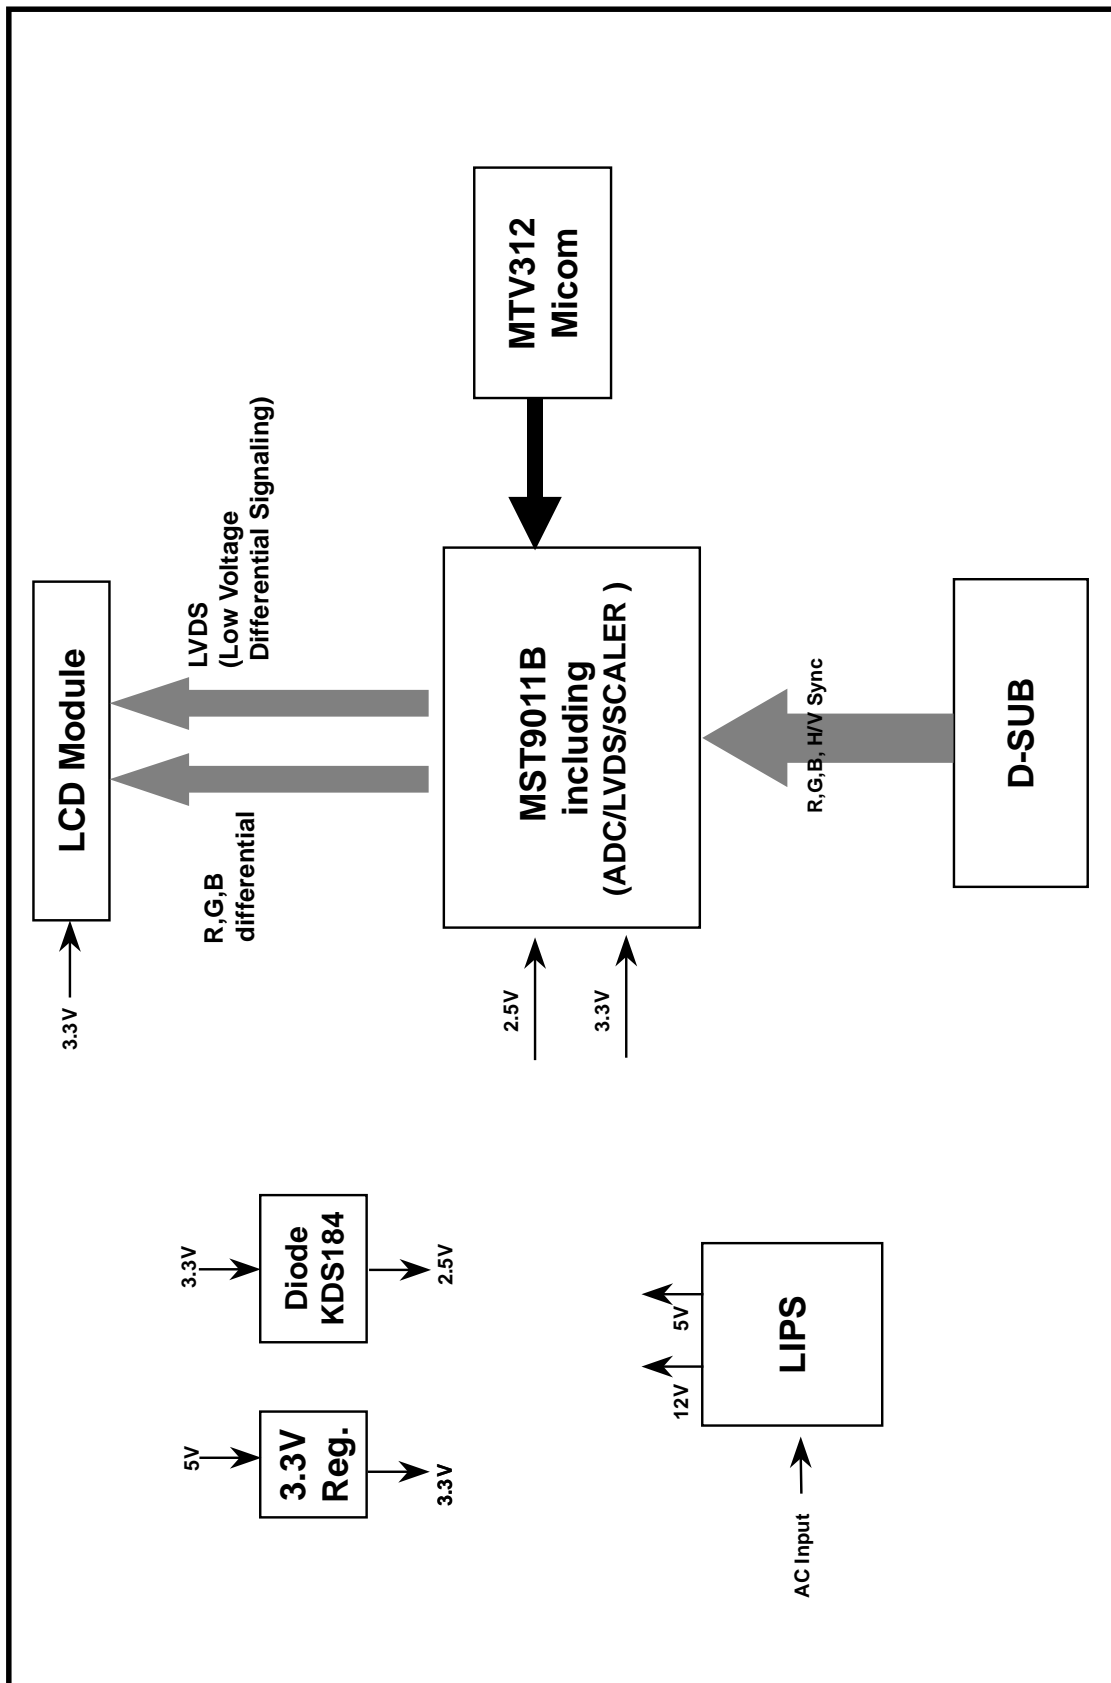 LCD Module
3.3V
LVDS
(Low Voltage
Differential Signaling)
R,G,B
differential
MTV312
Micom
MST9011B
including
(ADC/LVDS/SCALER )
2.5V
3.3V
R,G,B, H/V Sync
D-SUB
3.3V
Diode
KDS184
2.5V
5V
3.3V
Reg.
3.3V
5V
12V
LIPS
AC Input